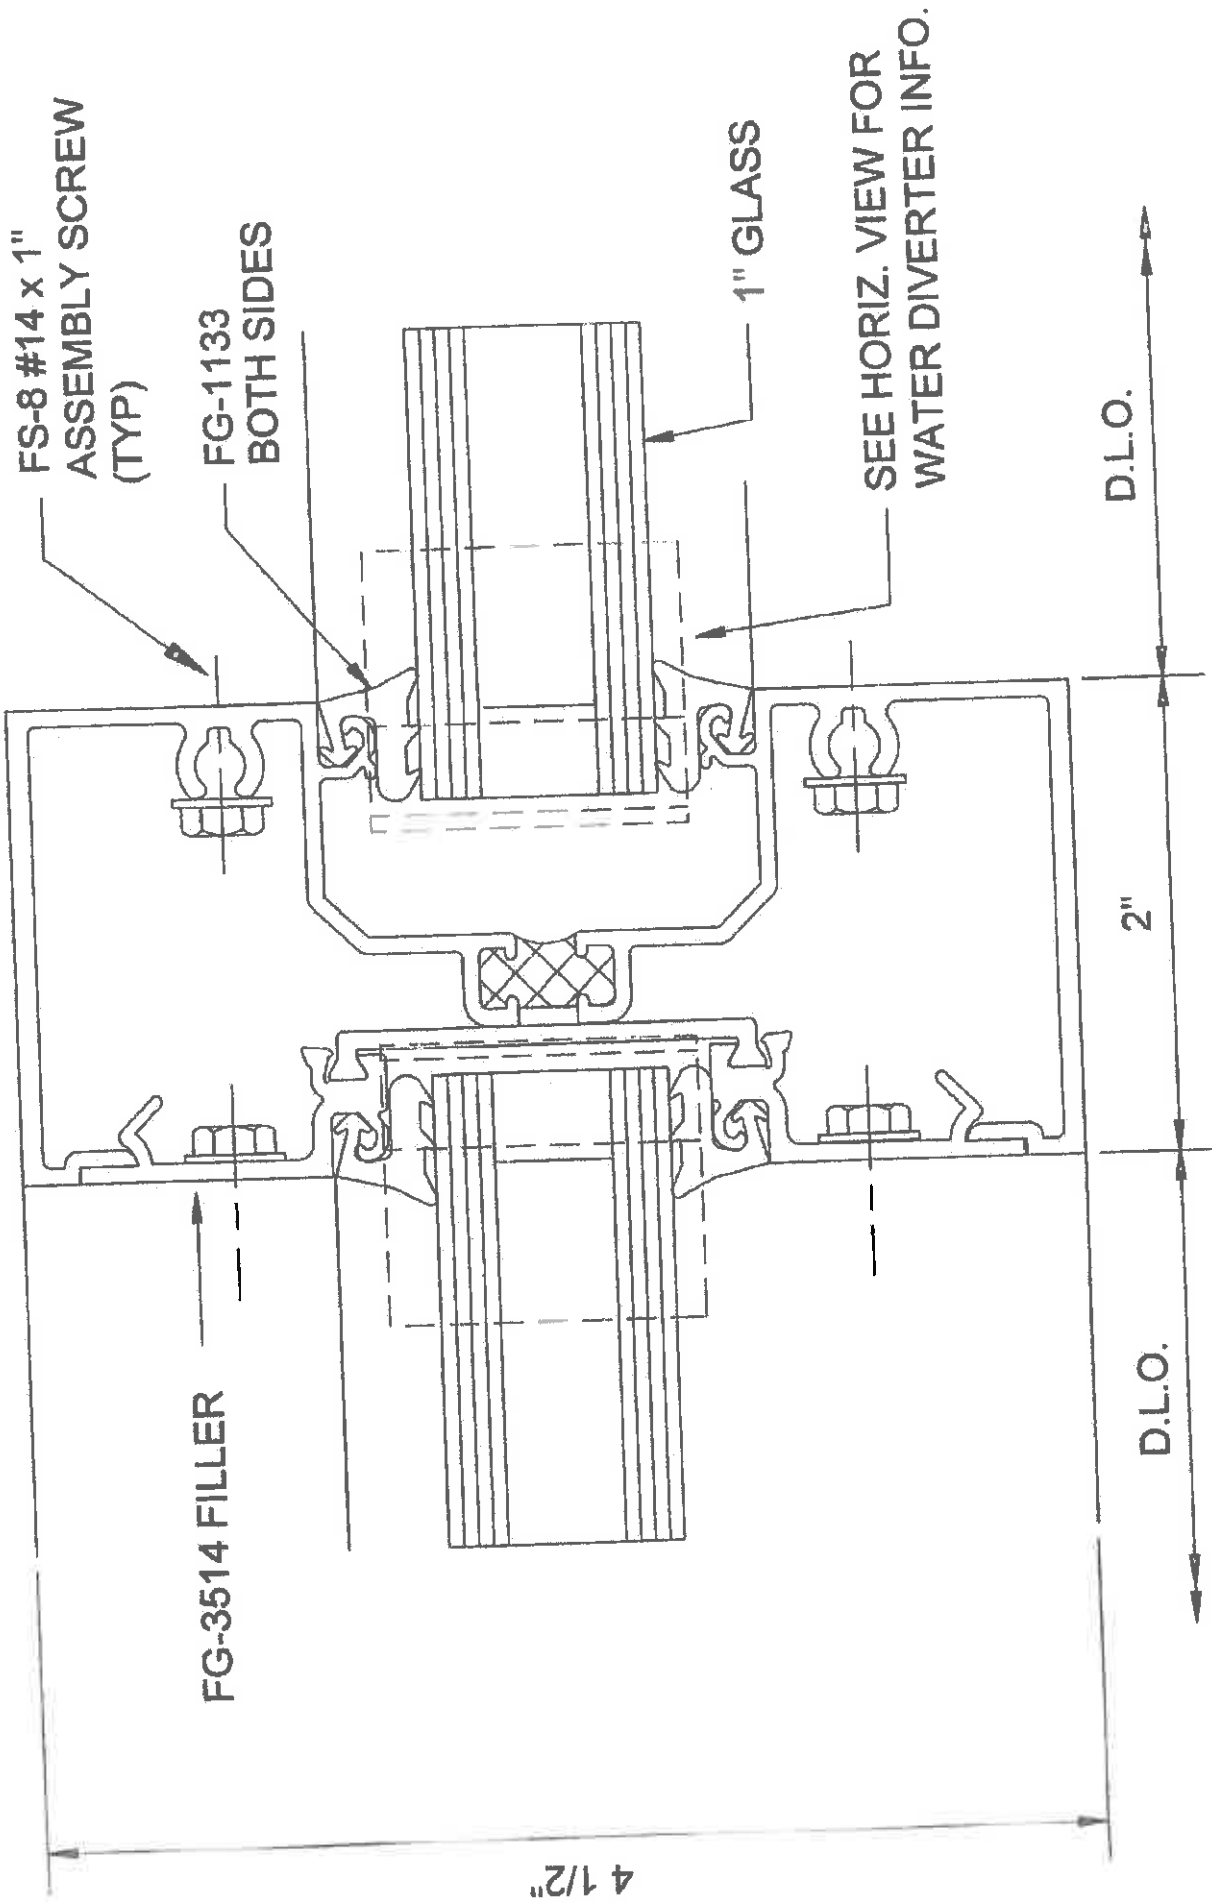 FS-8 #14 x 1"
ASSEMBLY SCREW
(TYP)
FG-1133
BOTH SIDES
1" GLASS
SEE HORIZ. VIEW FOR
WATER DIVERTER INFO.
D.L.O.
2"
D.L.O.
FG-3514 FILLER
4 1/2"